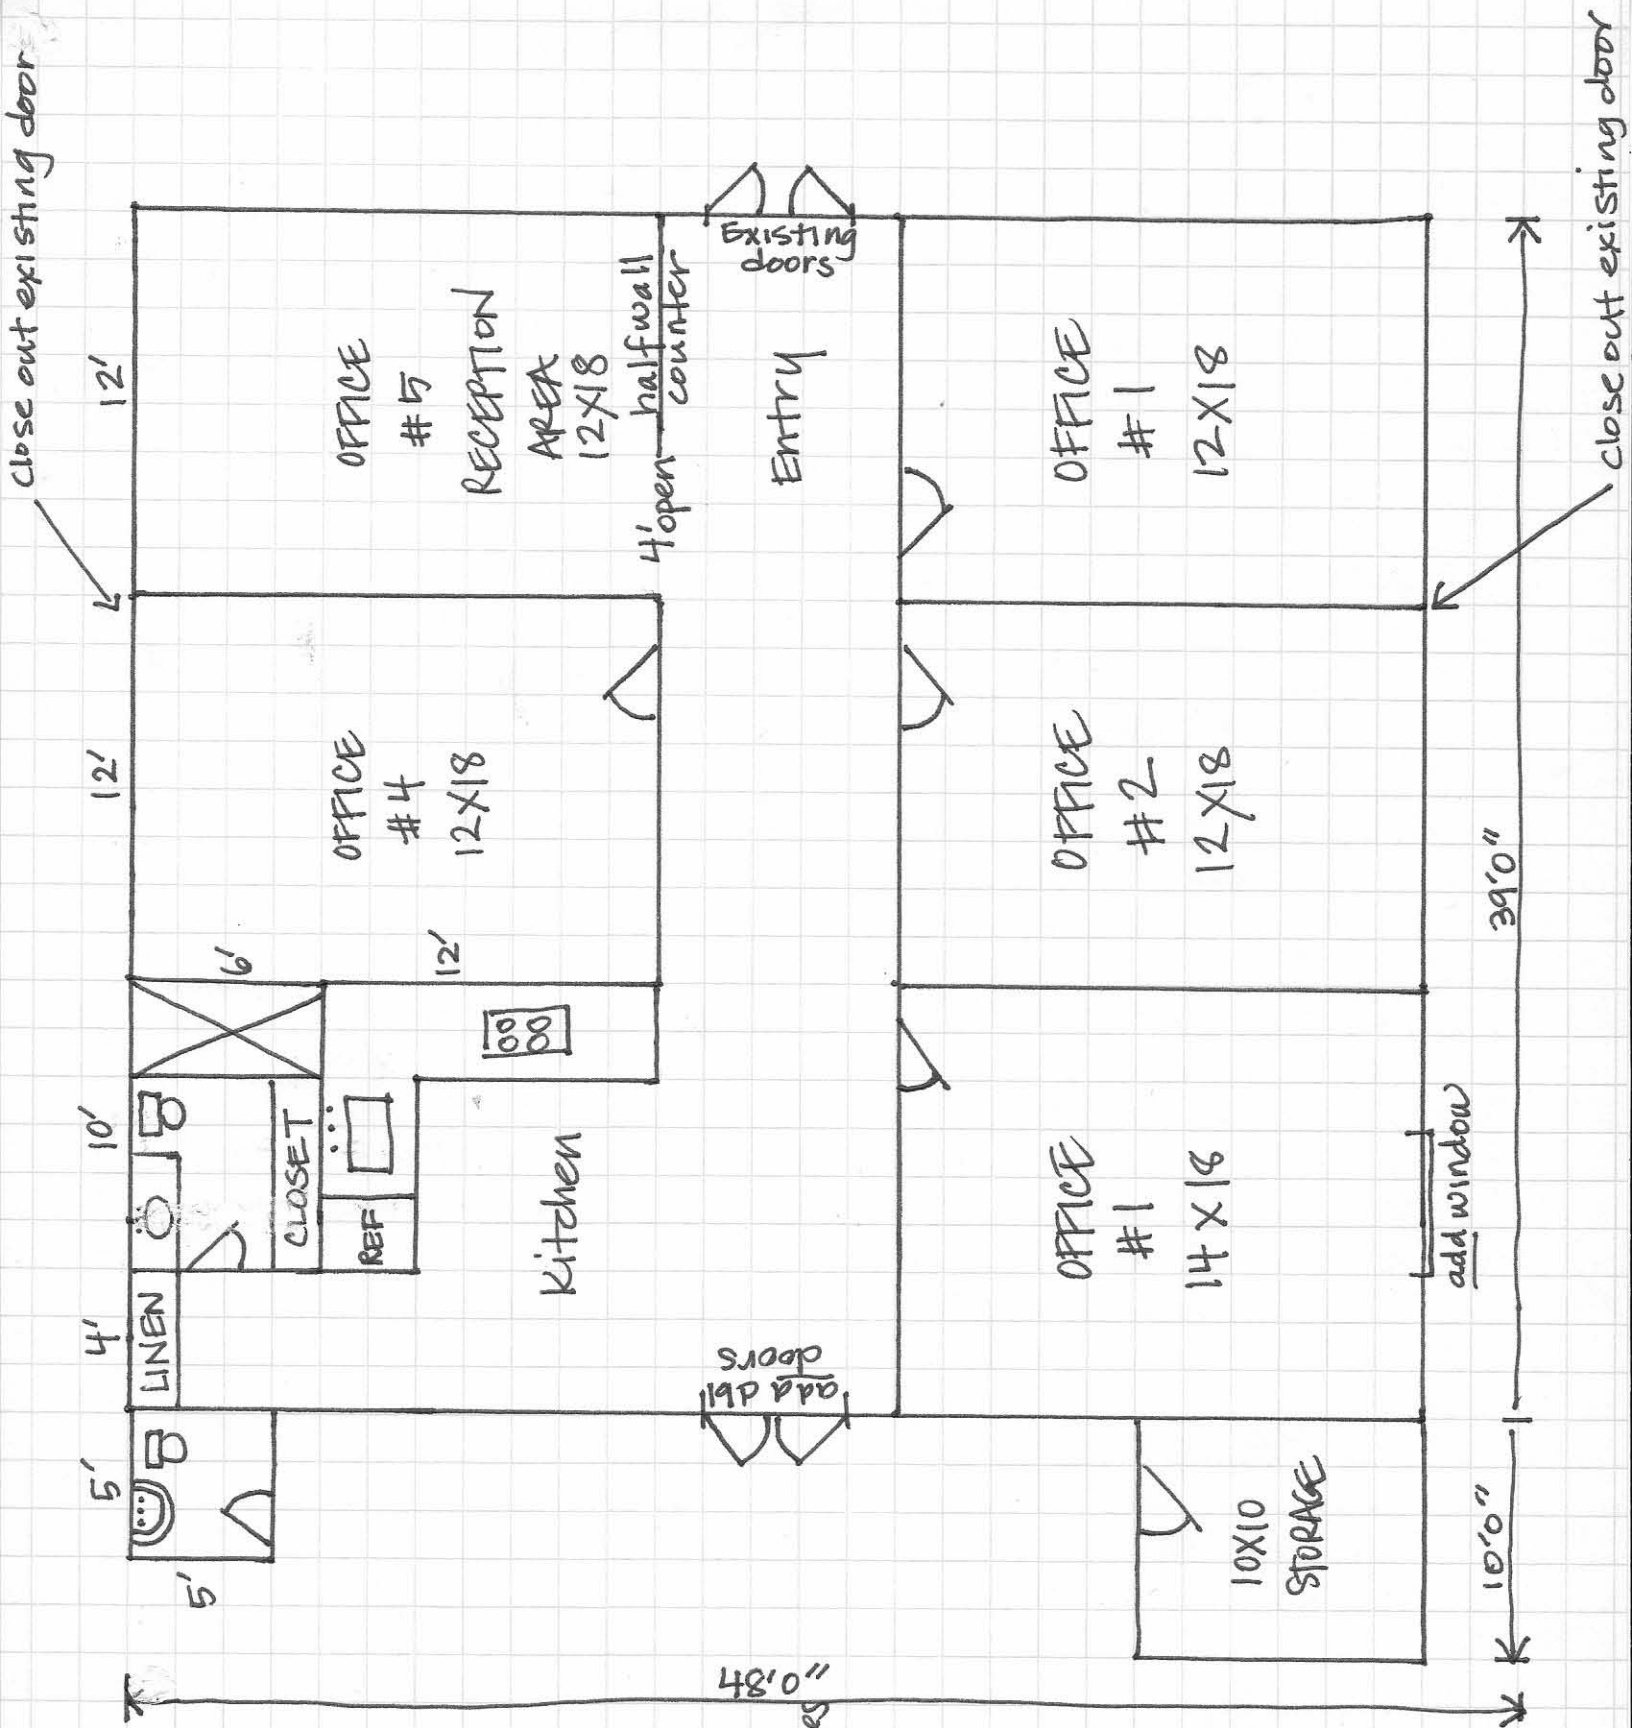 close out existing door
12'
12'
10'
4'
5'
5'
OFFICE
#5
RECEPTION
AREA
12X18
halfwall
counter
4' open
Existing
doors
Entry
OFFICE
#1
12X18
close out existing door
OFFICE
#4
12X18
6'
12'
OFFICE
#2
12X18
39'0"
CLOSET
REF
LINEN
Kitchen
add dbl
doors
OFFICE
#1
14X18
add window
10X10
STORAGE
10'0"
48'0"